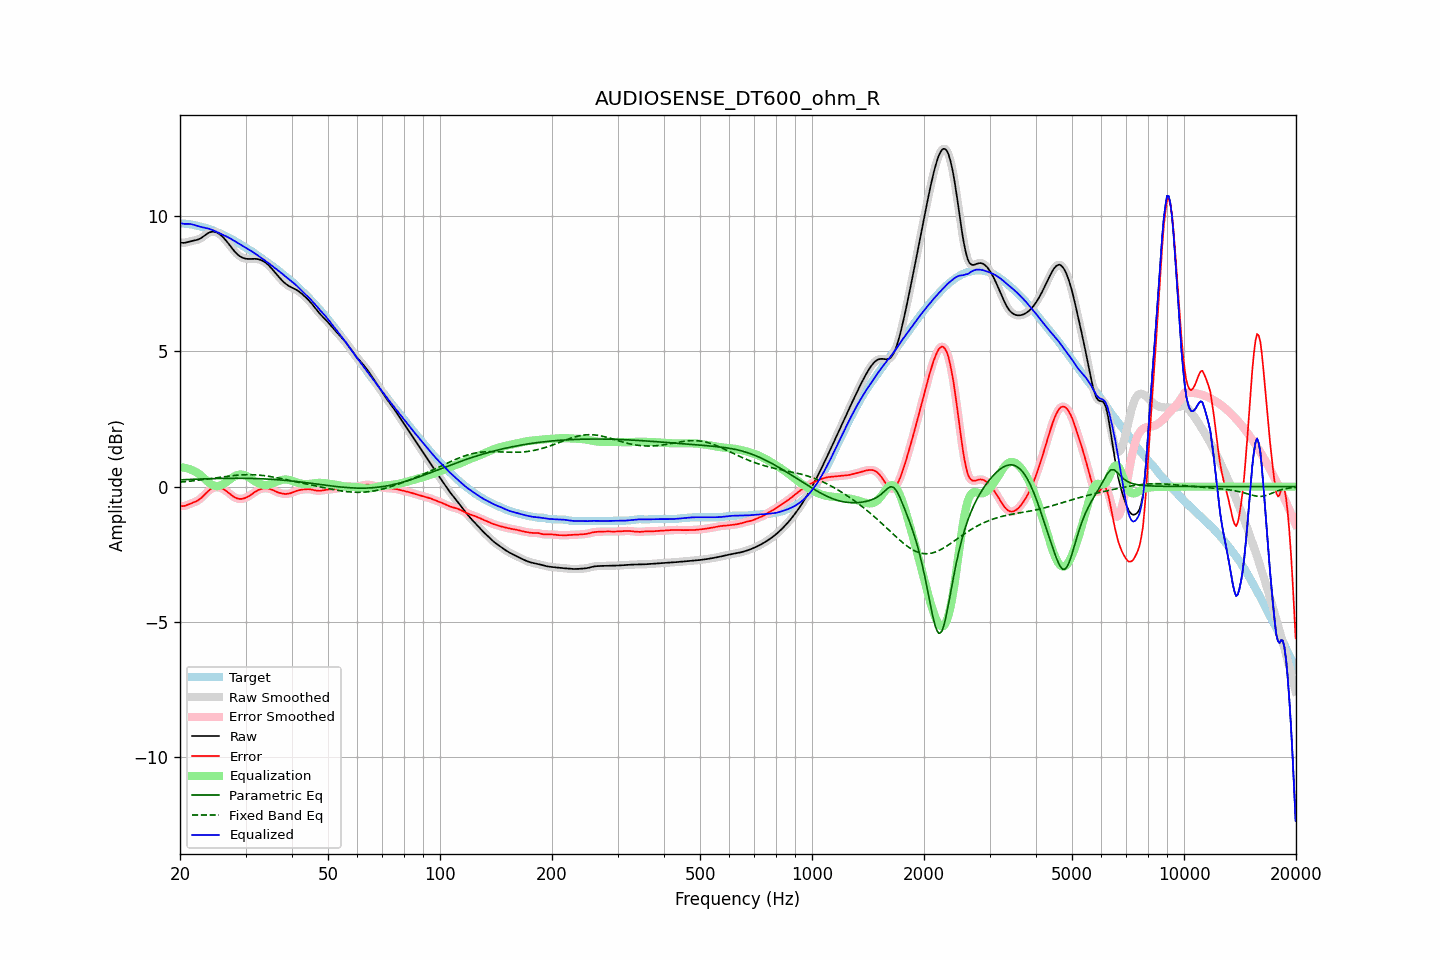 AUDIOSENSE_DT600_ohm_R
Amplitude (dBr)
10
5
0
−5
−10
Target
Raw Smoothed
Error Smoothed
Raw
Error
Equalization
Parametric Eq
Fixed Band Eq
Equalized
20 50 100 200 500 1000 2000 5000 10000 20000
Frequency (Hz)